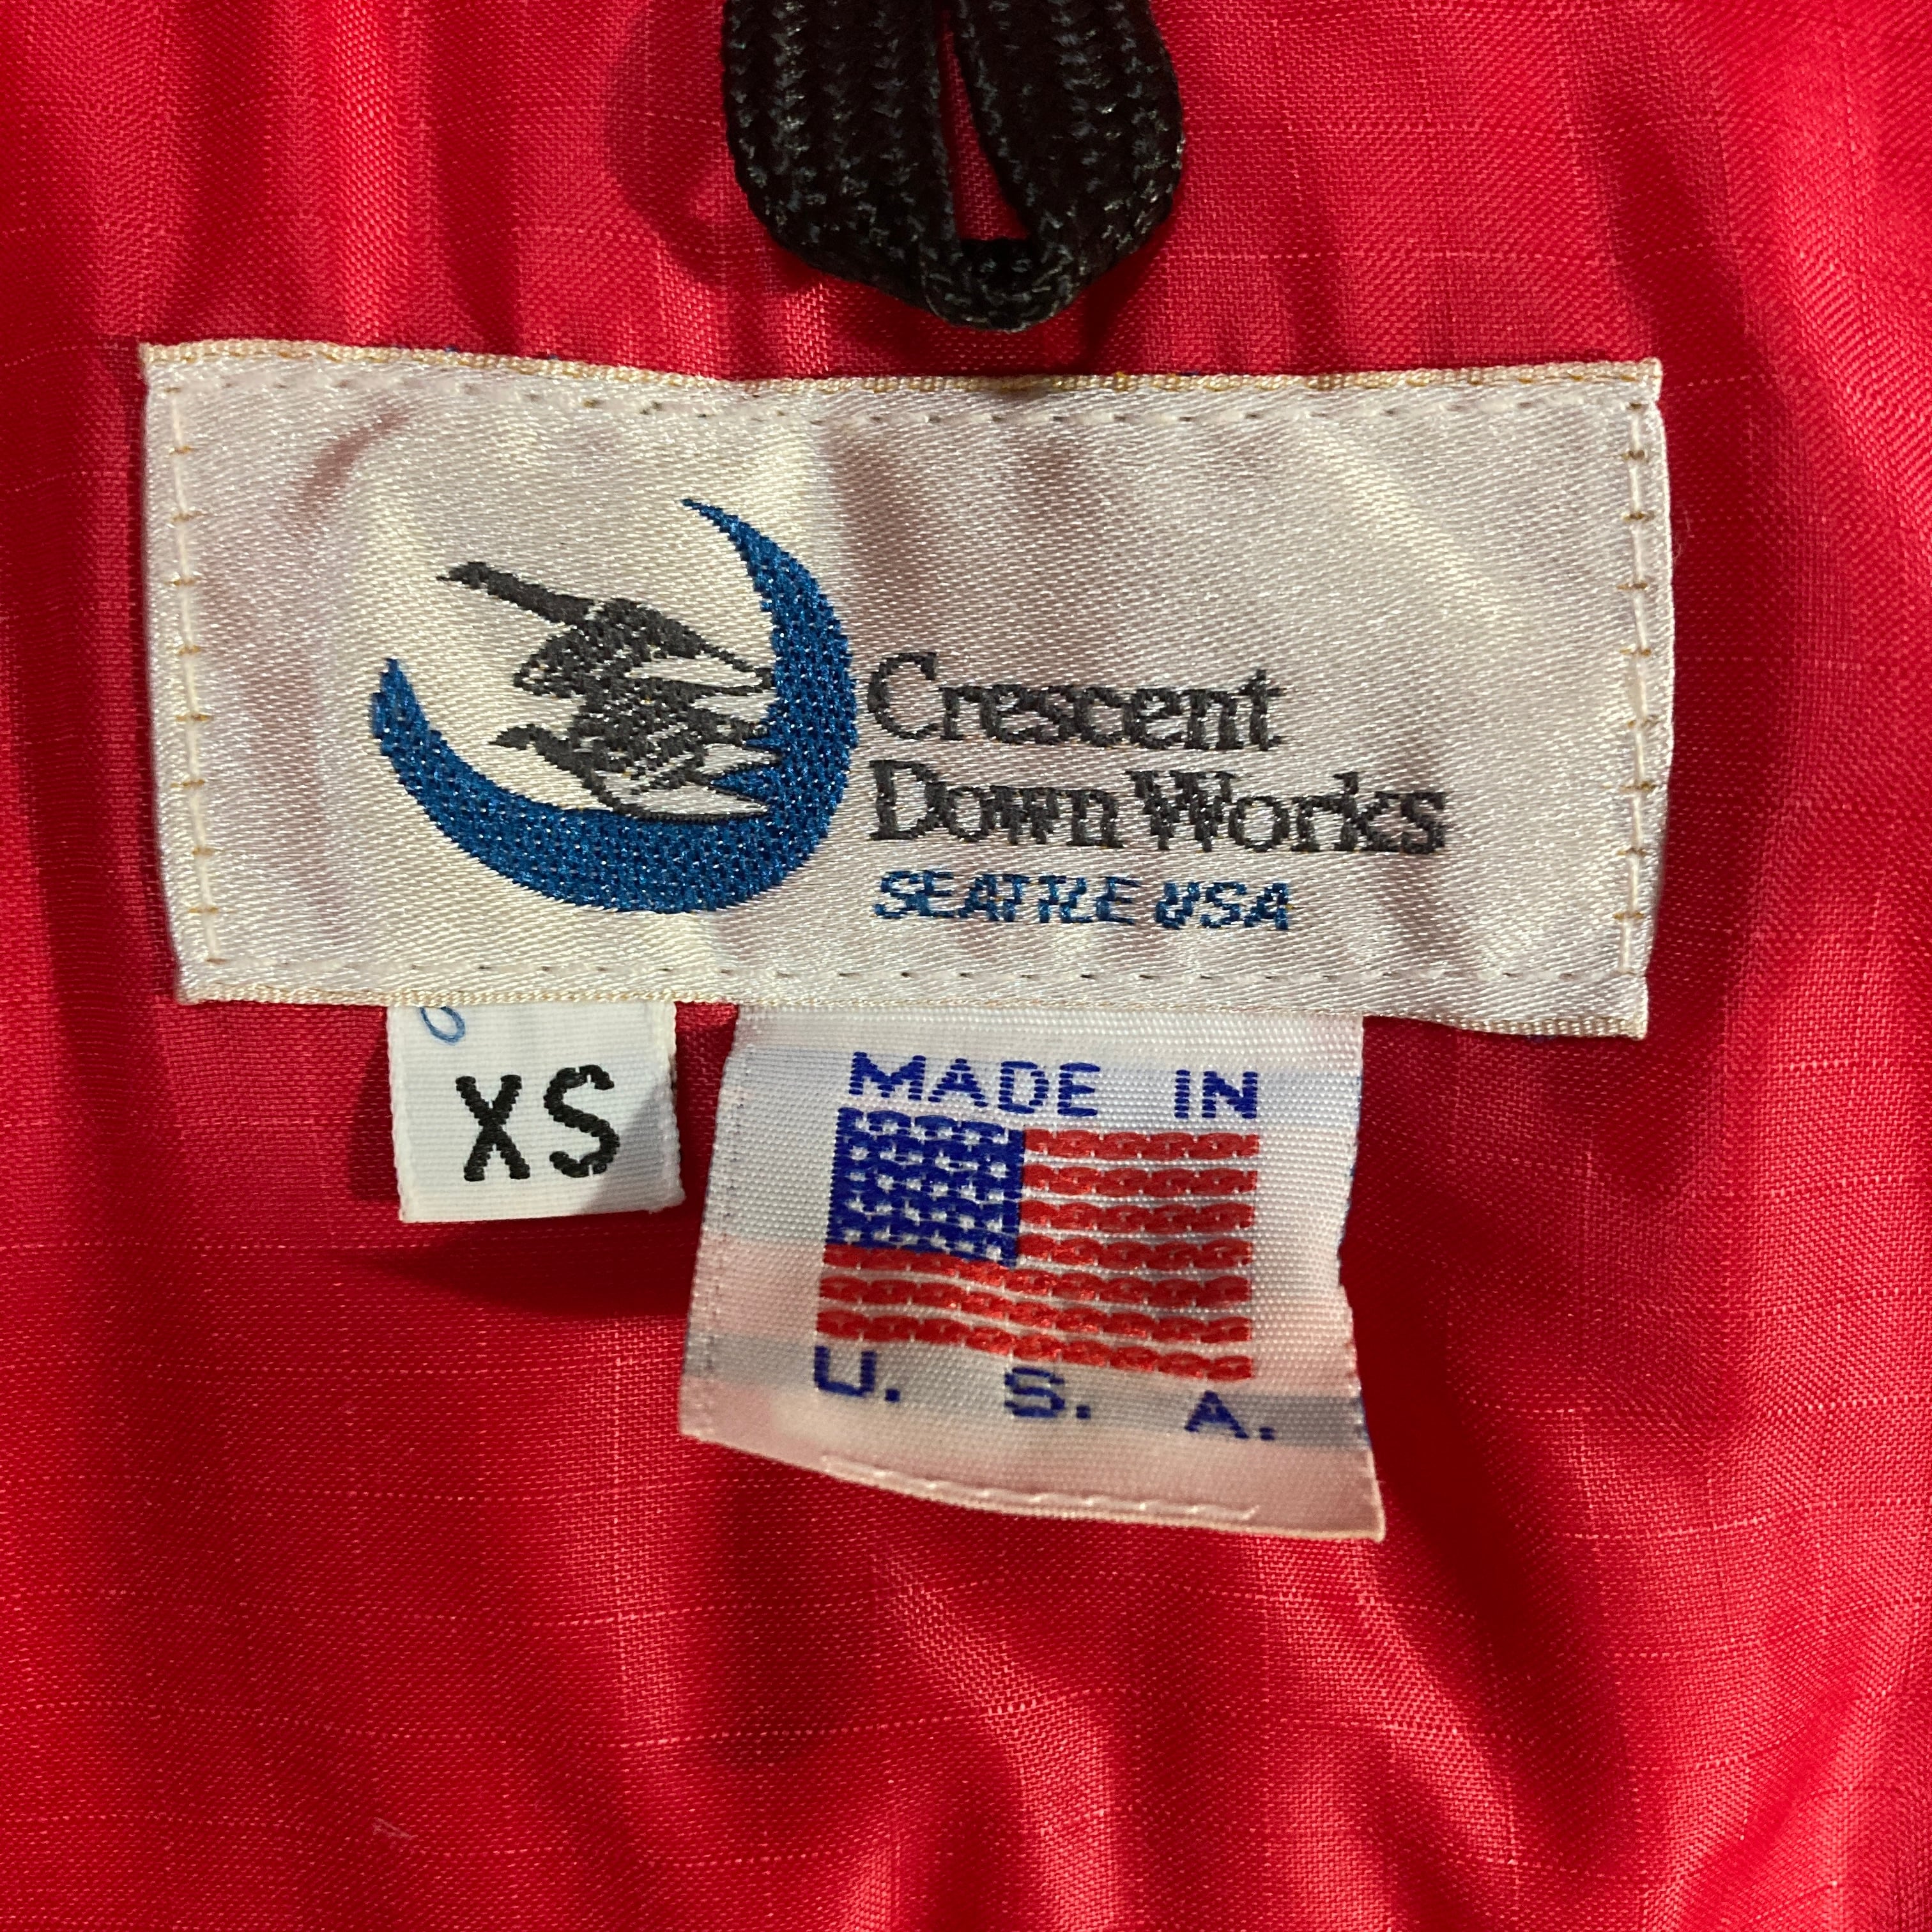 Crescent
Down Works
SEATTLE USA
XS
MADE IN
U. S. A.